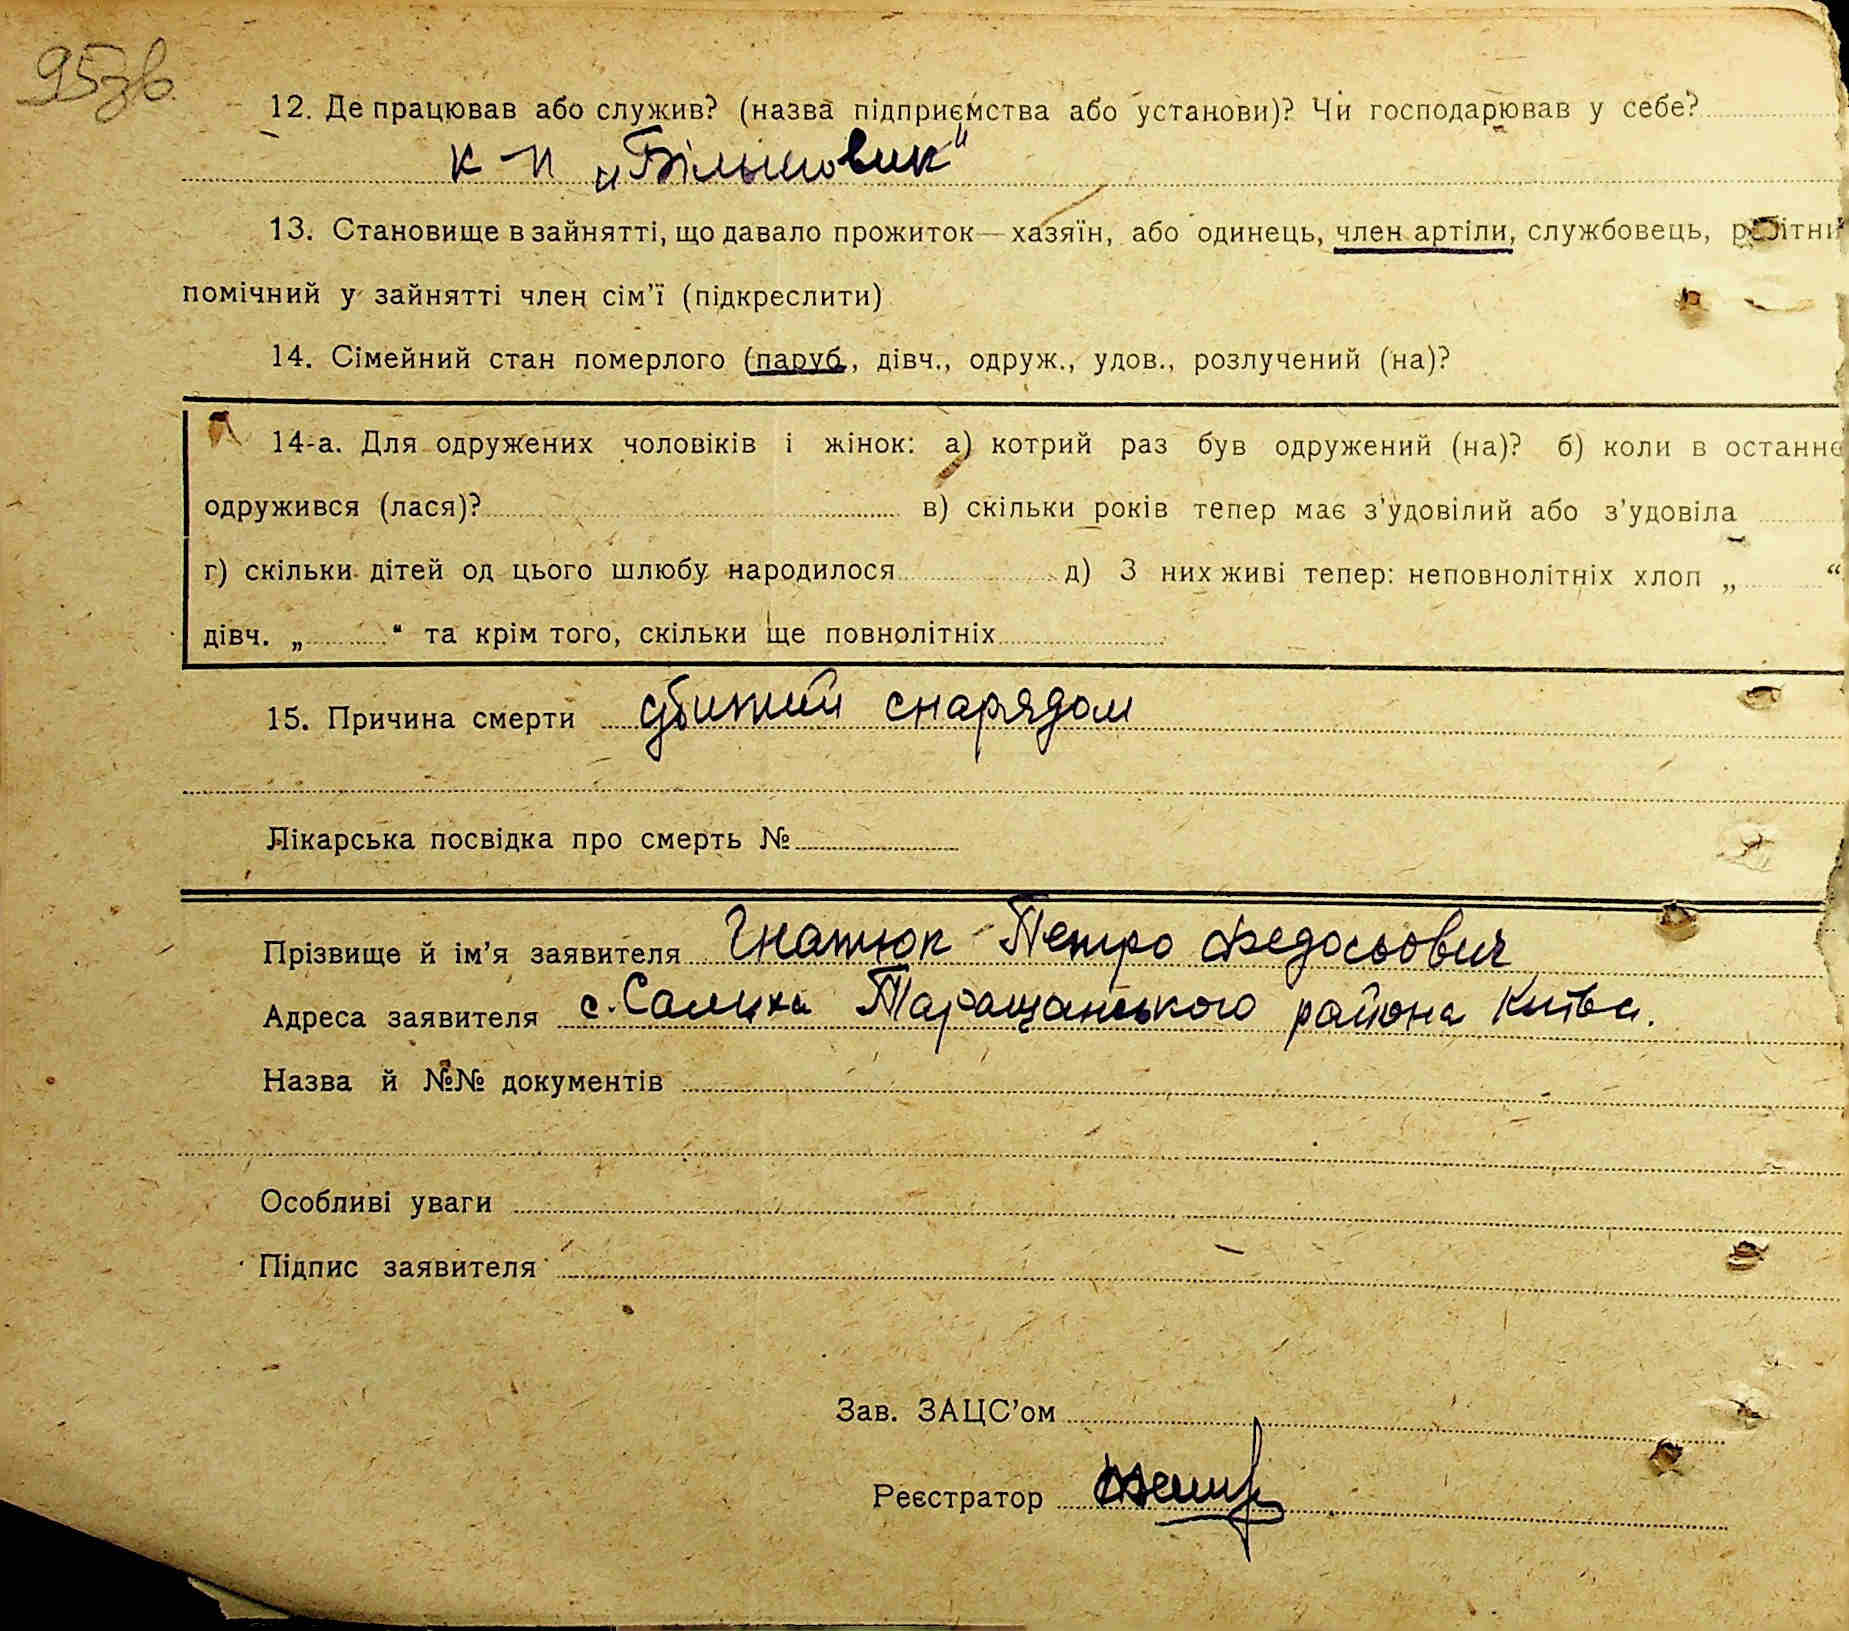 95зв.
12. Де працював або служив? (назва підприємства або установи)? Чи господарював у себе?
к-п „Більшовик"
13. Становище в зайнятті, що давало прожиток—хазяїн, або одинець, член артіли, службовець, робітни
помічний у зайнятті член сім'ї (підкреслити)
14. Сімейний стан померлого (паруб., дівч., одруж., удов., розлучений (на)?
14-а. Для одружених чоловіків і жінок: а) котрий раз був одружений (на)? б) коли в останнє
одружився (лася)? в) скільки років тепер має з'удовілий або з'удовіла
г) скільки дітей од цього шлюбу народилося д) З них живі тепер: неповнолітніх хлоп „ “
дівч. „ “ та крім того, скільки ще повнолітніх
15. Причина смерти убитий снарядом
Лікарська посвідка про смерть №
Прізвище й ім'я заявителя Гнатюк Петро Федосьович
Адреса заявителя с. Салиха Таращанського района Київс.
Назва й №№ документів
Особливі уваги
Підпис заявителя
Зав. ЗАЦС'ом
Реєстратор